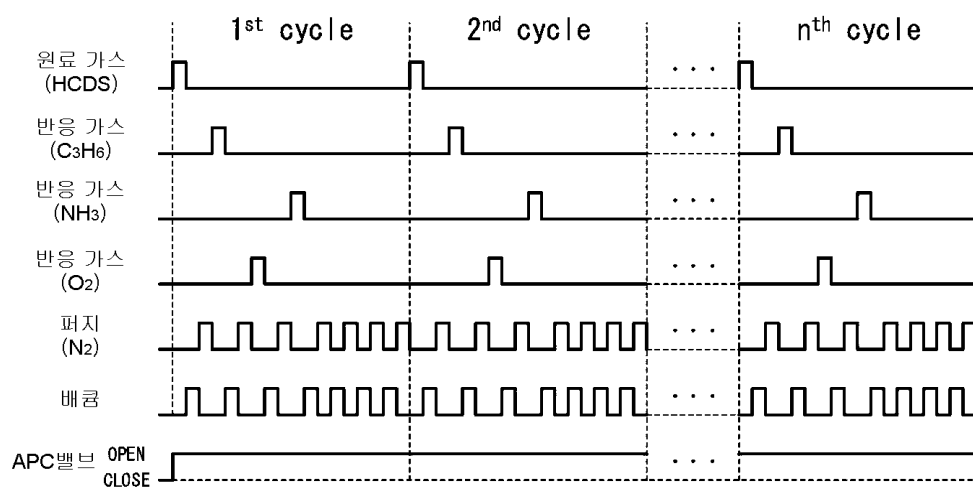 1st cycle 2nd cycle nth cycle
원료 가스
(HCDS)
· · ·
반응 가스
(C3H6)
· · ·
반응 가스
(NH3)
· · ·
반응 가스
(O2)
· · ·
퍼지
(N2)
· · ·
배큠
· · ·
APC밸브 OPEN
CLOSE
· · ·